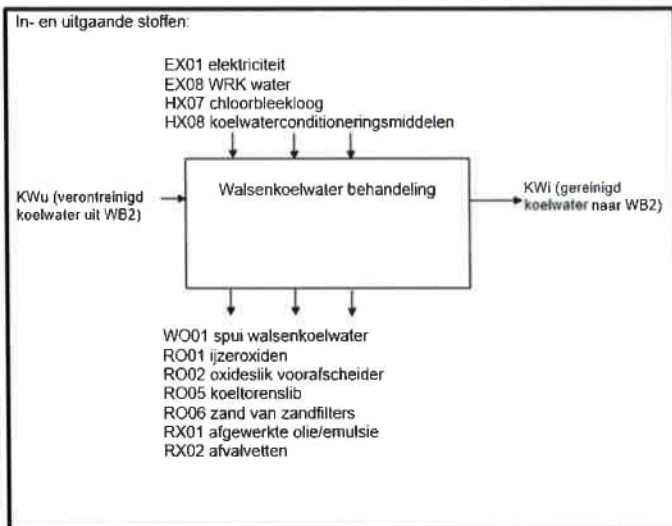 In- en uitgaande stoffen:
EX01 elektriciteit
EX08 WRK water
HX07 chloorbleekloog
HX08 koelwaterconditioneringsmiddelen
KWu (verontreinigd
koelwater uit WB2)
Walsenkoelwater behandeling
KWi (gereinigd
koelwater naar WB2)
WO01 spui walsenkoelwater
RO01 ijzeroxiden
RO02 oxideslik voorafscheider
RO05 koeltorenslib
RO06 zand van zandfilters
RX01 afgewerkte olie/emulsie
RX02 afvalvetten